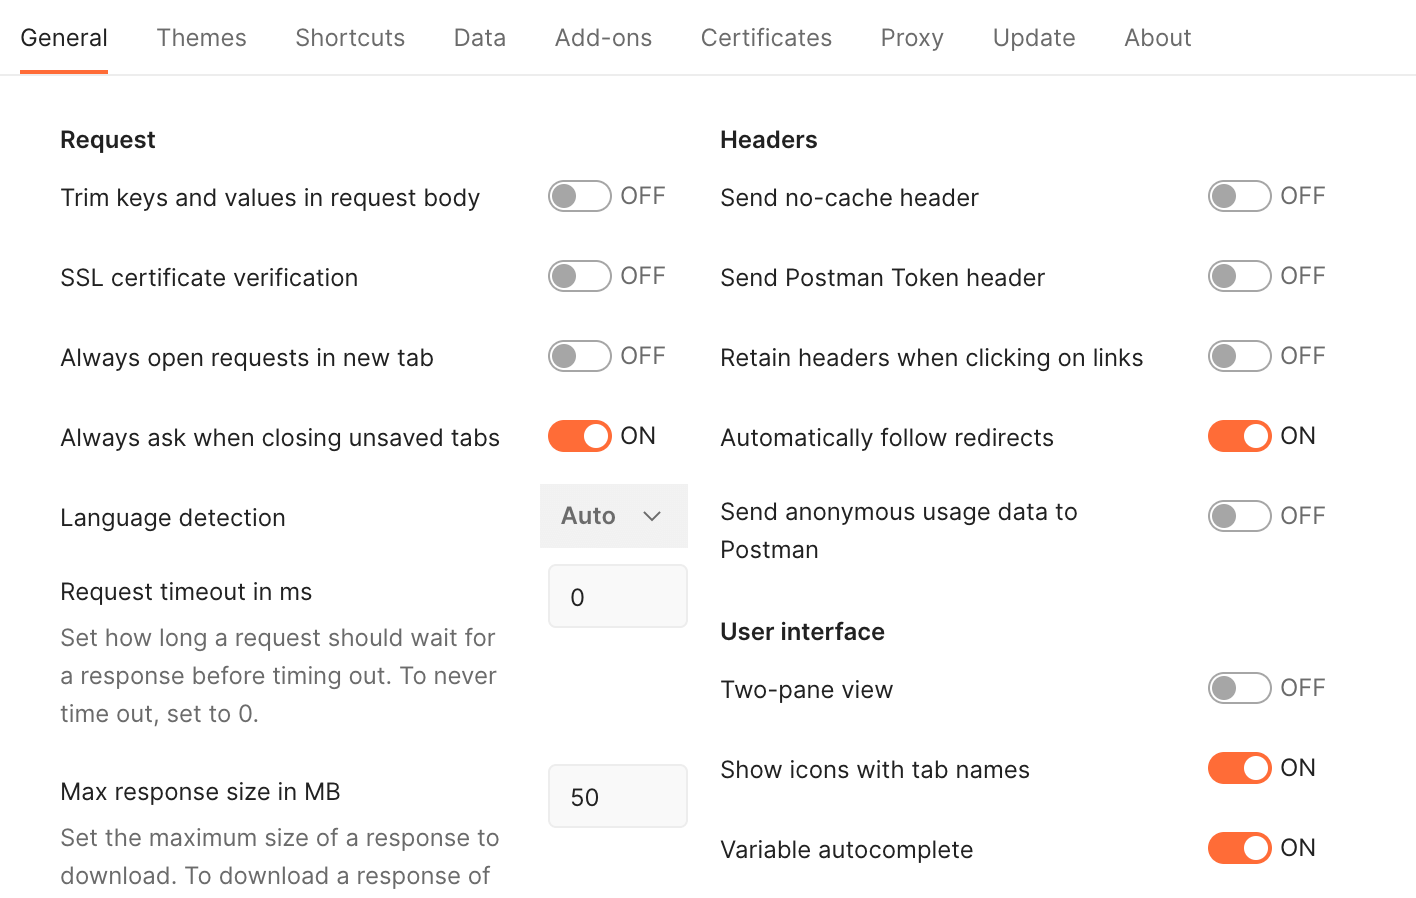 General Themes Shortcuts Data Add-ons Certificates Proxy Update About
Request
Trim keys and values in request body OFF
SSL certificate verification OFF
Always open requests in new tab OFF
Always ask when closing unsaved tabs ON
Language detection Auto
Request timeout in ms 0
Set how long a request should wait for
a response before timing out. To never
time out, set to 0.
Max response size in MB 50
Set the maximum size of a response to
download. To download a response of
Headers
Send no-cache header OFF
Send Postman Token header OFF
Retain headers when clicking on links OFF
Automatically follow redirects ON
Send anonymous usage data to OFF
Postman
User interface
Two-pane view OFF
Show icons with tab names ON
Variable autocomplete ON